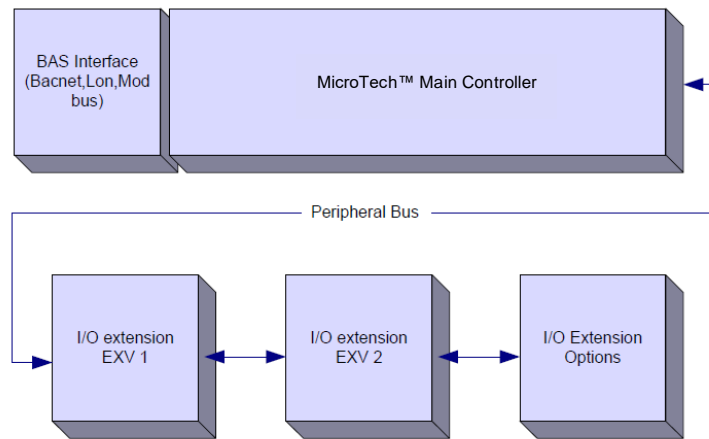 BAS Interface
(Bacnet,Lon,Mod
bus)
MicroTech™ Main Controller
Peripheral Bus
I/O extension
EXV 1
I/O extension
EXV 2
I/O Extension
Options